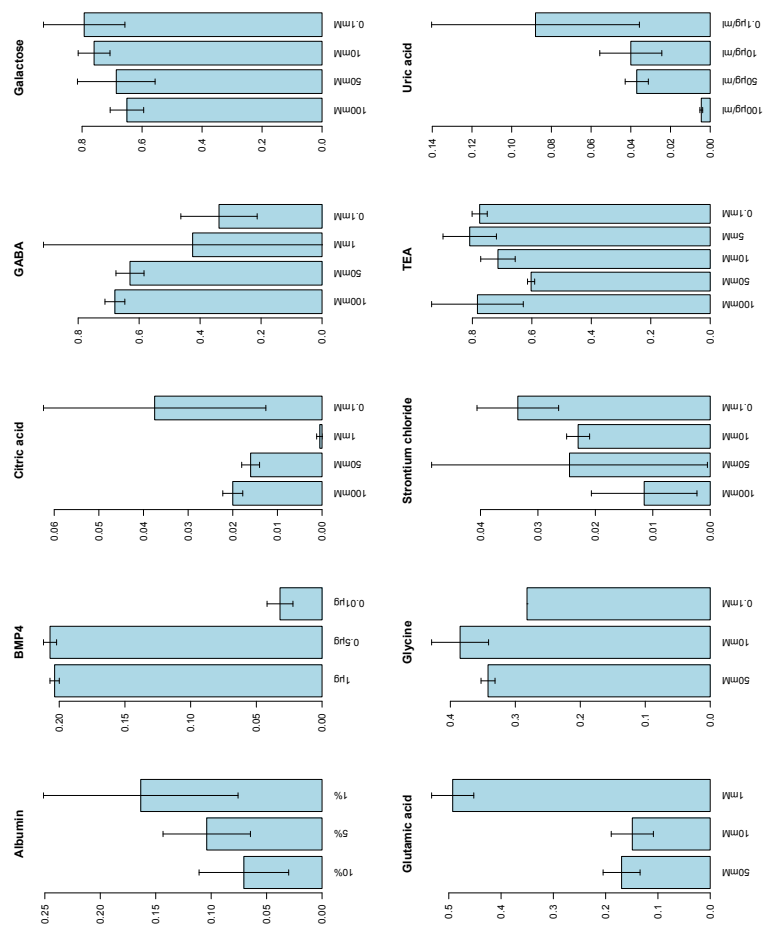 Albumin
0.25
0.20
0.15
0.10
0.05
0.00
10%
5%
1%
BMP4
0.20
0.15
0.10
0.05
0.00
1µg
0.5µg
0.01µg
Citric acid
0.06
0.05
0.04
0.03
0.02
0.01
0.00
100mM
50mM
1mM
0.1mM
GABA
0.8
0.6
0.4
0.2
0.0
100mM
50mM
1mM
0.1mM
Galactose
0.8
0.6
0.4
0.2
0.0
100mM
50mM
10mM
0.1mM
Glutamic acid
0.5
0.4
0.3
0.2
0.1
0.0
50mM
10mM
1mM
Glycine
0.4
0.3
0.2
0.1
0.0
50mM
10mM
0.1mM
Strontium chloride
0.04
0.03
0.02
0.01
0.00
100mM
50mM
10mM
0.1mM
TEA
0.8
0.6
0.4
0.2
0.0
100mM
50mM
10mM
5mM
0.1mM
Uric acid
0.14
0.12
0.10
0.08
0.06
0.04
0.02
0.00
100µg/ml
50µg/ml
10µg/ml
0.1µg/ml